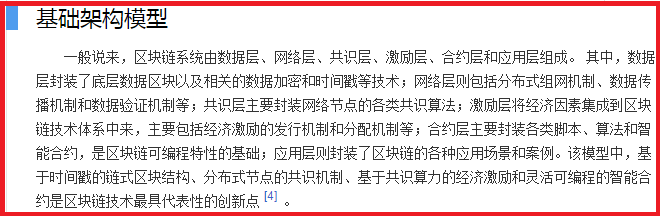 基础架构模型
一般说来，区块链系统由数据层、网络层、共识层、激励层、合约层和应用层组成。 其中，数据
层封装了底层数据区块以及相关的数据加密和时间戳等技术；网络层则包括分布式组网机制、数据传
播机制和数据验证机制等；共识层主要封装网络节点的各类共识算法；激励层将经济因素集成到区块
链技术体系中来，主要包括经济激励的发行机制和分配机制等；合约层主要封装各类脚本、算法和智
能合约，是区块链可编程特性的基础；应用层则封装了区块链的各种应用场景和案例。该模型中，基
于时间戳的链式区块结构、分布式节点的共识机制、基于共识算力的经济激励和灵活可编程的智能合
约是区块链技术最具代表性的创新点 [4] 。